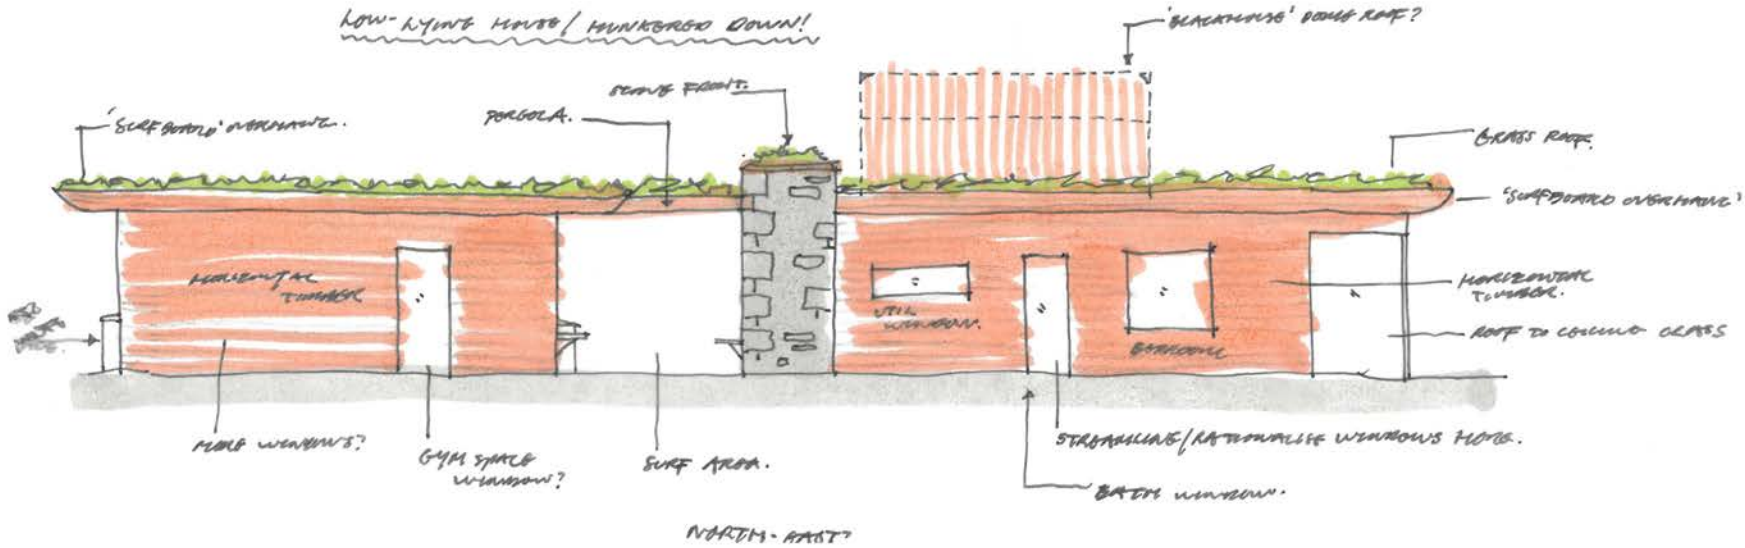 LOW-LYING HOUSE/ HUNKERED DOWN!
'BLACKHOUSE' ROOF?
STONE FRONT.
'SURFBOARD' OVERHANG.
PERGOLA.
GRASS ROOF.
'SURFBOARD OVERHANG'
HORIZONTAL
TIMBER
HORIZONTAL
TIMBER.
UTIL
WINDOW.
BATHROOM
ROOF TO CEILING GLASS
MORE WINDOWS?
GYM SPACE
WINDOW?
SURF AREA.
STREAMLINE/RATIONALISE WINDOWS MORE.
BATH WINDOW.
NORTH-EAST